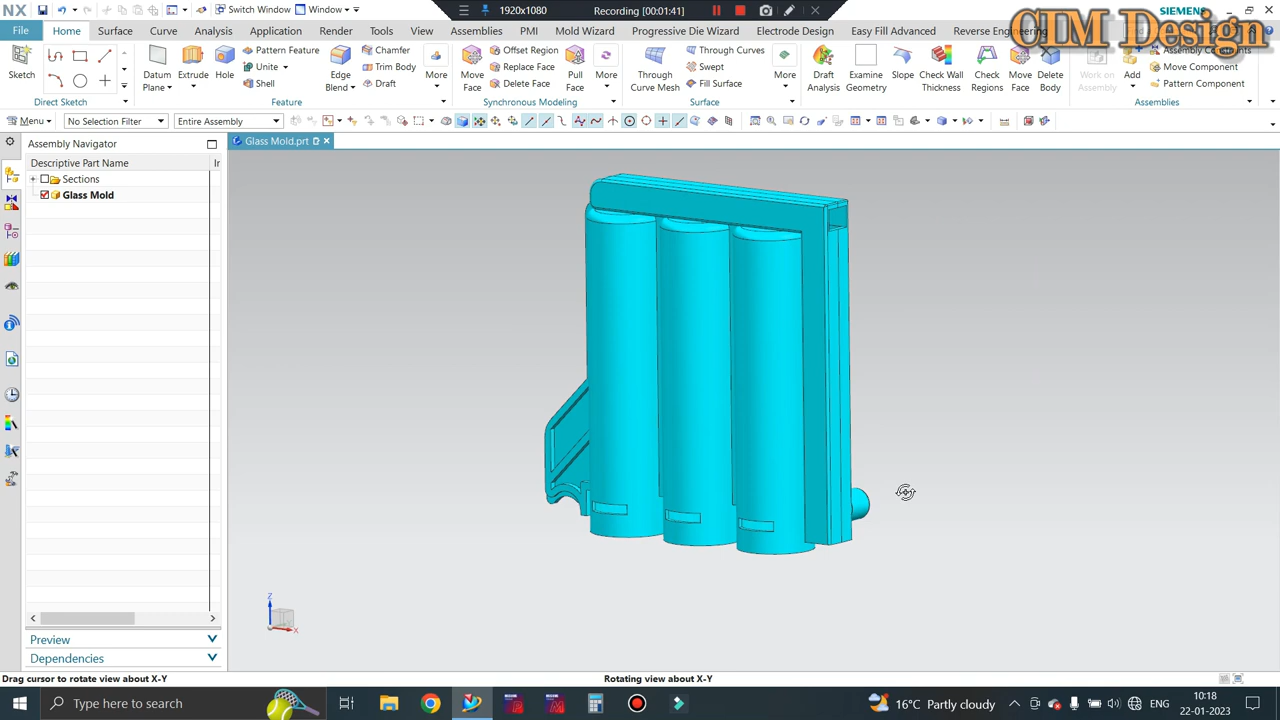 NX Switch Window Window 1920x1080 Recording [00:01:41] SIEMENS
CIM Design
File Home Surface Curve Analysis Application Render Tools View Assemblies PMI Mold Wizard Progressive Die Wizard Electrode Design Easy Fill Advanced Reverse Engineering
Pattern Feature Chamfer Offset Region Through Curves Assembly Constraints
Unite Trim Body Replace Face Swept Move Component
Shell Draft Delete Face Fill Surface Pattern Component
Sketch Datum Plane Extrude Hole Edge Blend More Move Face Pull Face More Through Curve Mesh More Draft Analysis Examine Geometry Slope Check Wall Thickness Check Regions Move Face Delete Body Work on Assembly Add
Direct Sketch Feature Synchronous Modeling Surface Assemblies
Menu No Selection Filter Entire Assembly
Assembly Navigator Glass Mold.prt
Descriptive Part Name Ir
Sections
Glass Mold
Z
X
Preview
Dependencies
Drag cursor to rotate view about X-Y Rotating view about X-Y
Type here to search 16°C Partly cloudy ENG 10:18
22-01-2023